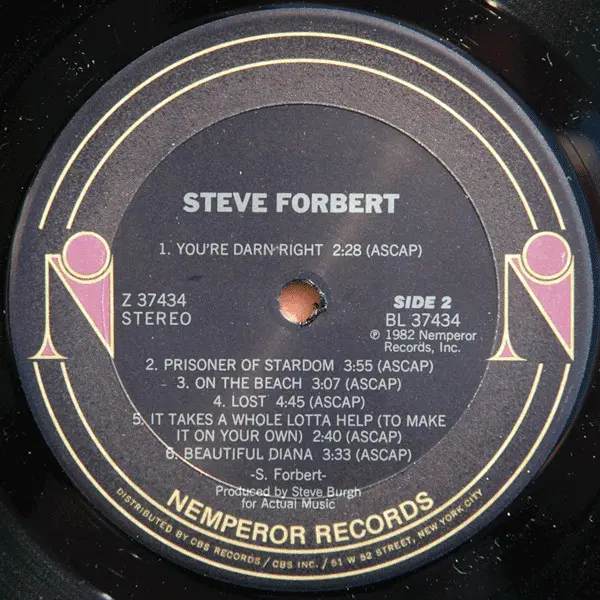 STEVE FORBERT
1. YOU'RE DARN RIGHT 2:28 (ASCAP)
Z 37434
STEREO
SIDE 2
BL 37434
℗ 1982 Nemperor
Records, Inc.
2. PRISONER OF STARDOM 3:55 (ASCAP)
3. ON THE BEACH 3:07 (ASCAP)
4. LOST 4:45 (ASCAP)
5. IT TAKES A WHOLE LOTTA HELP (TO MAKE
IT ON YOUR OWN) 2:40 (ASCAP)
6. BEAUTIFUL DIANA 3:33 (ASCAP)
-S. Forbert-
Produced by Steve Burgh
for Actual Music
NEMPEROR RECORDS
DISTRIBUTED BY CBS RECORDS / CBS INC. / 51 W 52 STREET, NEW YORK CITY